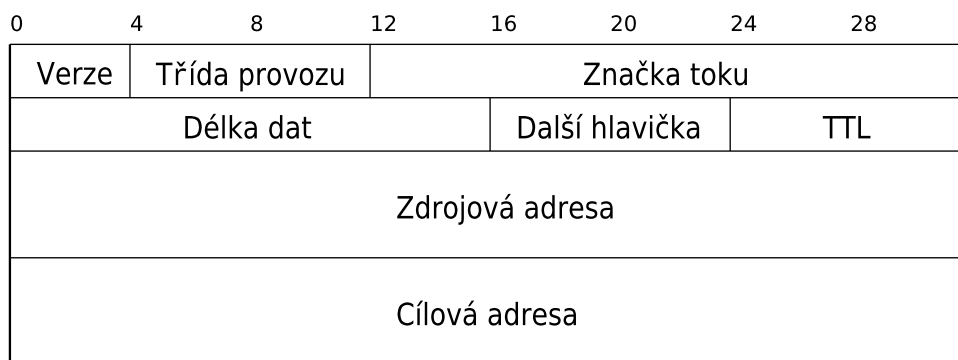 0 4 8 12 16 20 24 28
Verze Třída provozu Značka toku
Délka dat Další hlavička TTL
Zdrojová adresa
Cílová adresa